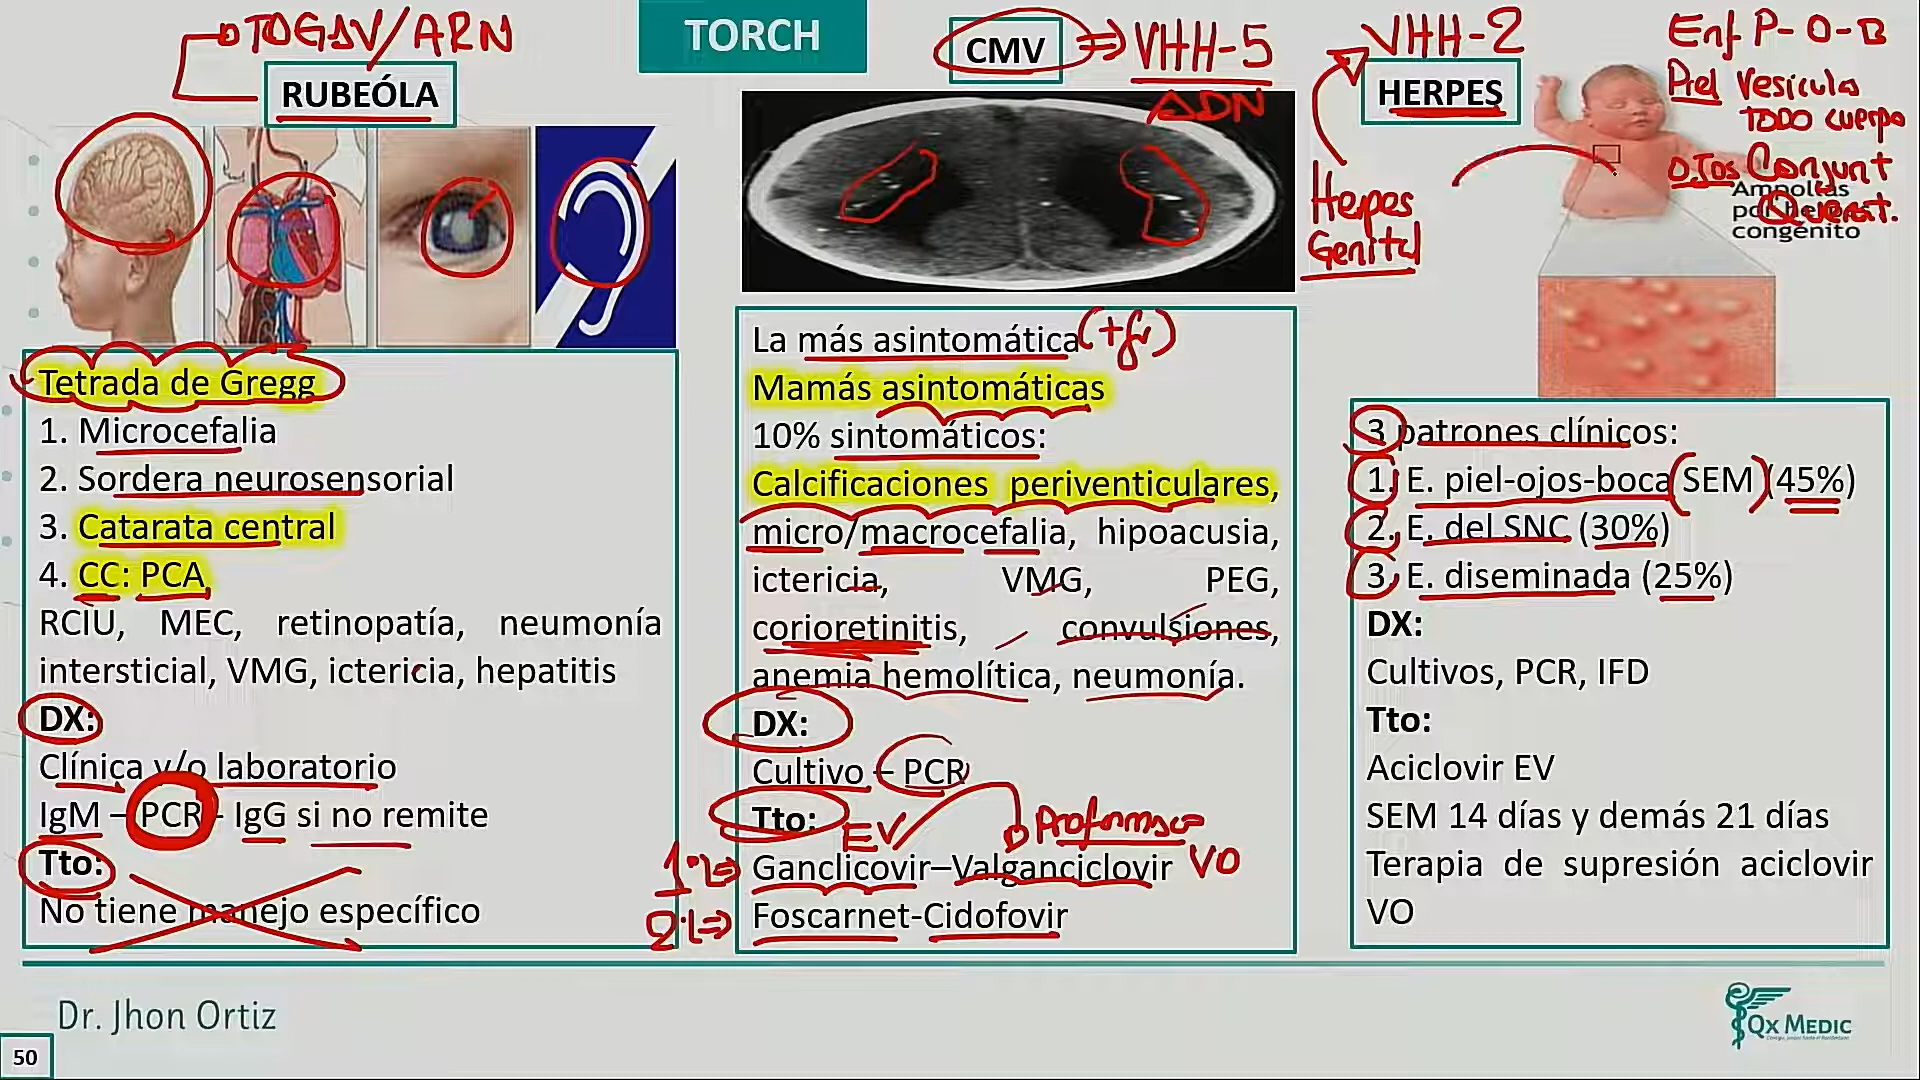 TORCH
TOGAV/ARN
RUBEÓLA
Tetrada de Gregg
1. Microcefalia
2. Sordera neurosensorial
3. Catarata central
4. CC: PCA
RCIU, MEC, retinopatía, neumonía
intersticial, VMG, ictericia, hepatitis
DX:
Clínica y/o laboratorio
IgM – PCR - IgG si no remite
Tto:
No tiene manejo específico
CMV ⇒ VHH-5
ADN
La más asintomática (+fr)
Mamás asintomáticas
10% sintomáticos:
Calcificaciones periventiculares,
micro/macrocefalia, hipoacusia,
ictericia, VMG, PEG,
corioretinitis, convulsiones,
anemia hemolítica, neumonía.
DX:
Cultivo – PCR
Tto: EV
1°L⇒ Ganclicovir–Valganciclovir VO
2°L⇒ Foscarnet-Cidofovir
VHH-2
HERPES
Herpes
Genital
Enf P-O-B
Piel Vesicula
TODO cuerpo
Ojos Conjunt
Querat.
Ampollas
por herpes
congénito
3 patrones clínicos:
1. E. piel-ojos-boca (SEM) (45%)
2. E. del SNC (30%)
3. E. diseminada (25%)
DX:
Cultivos, PCR, IFD
Tto:
Aciclovir EV
SEM 14 días y demás 21 días
Terapia de supresión aciclovir
VO
Dr. Jhon Ortiz
50
QX MEDIC